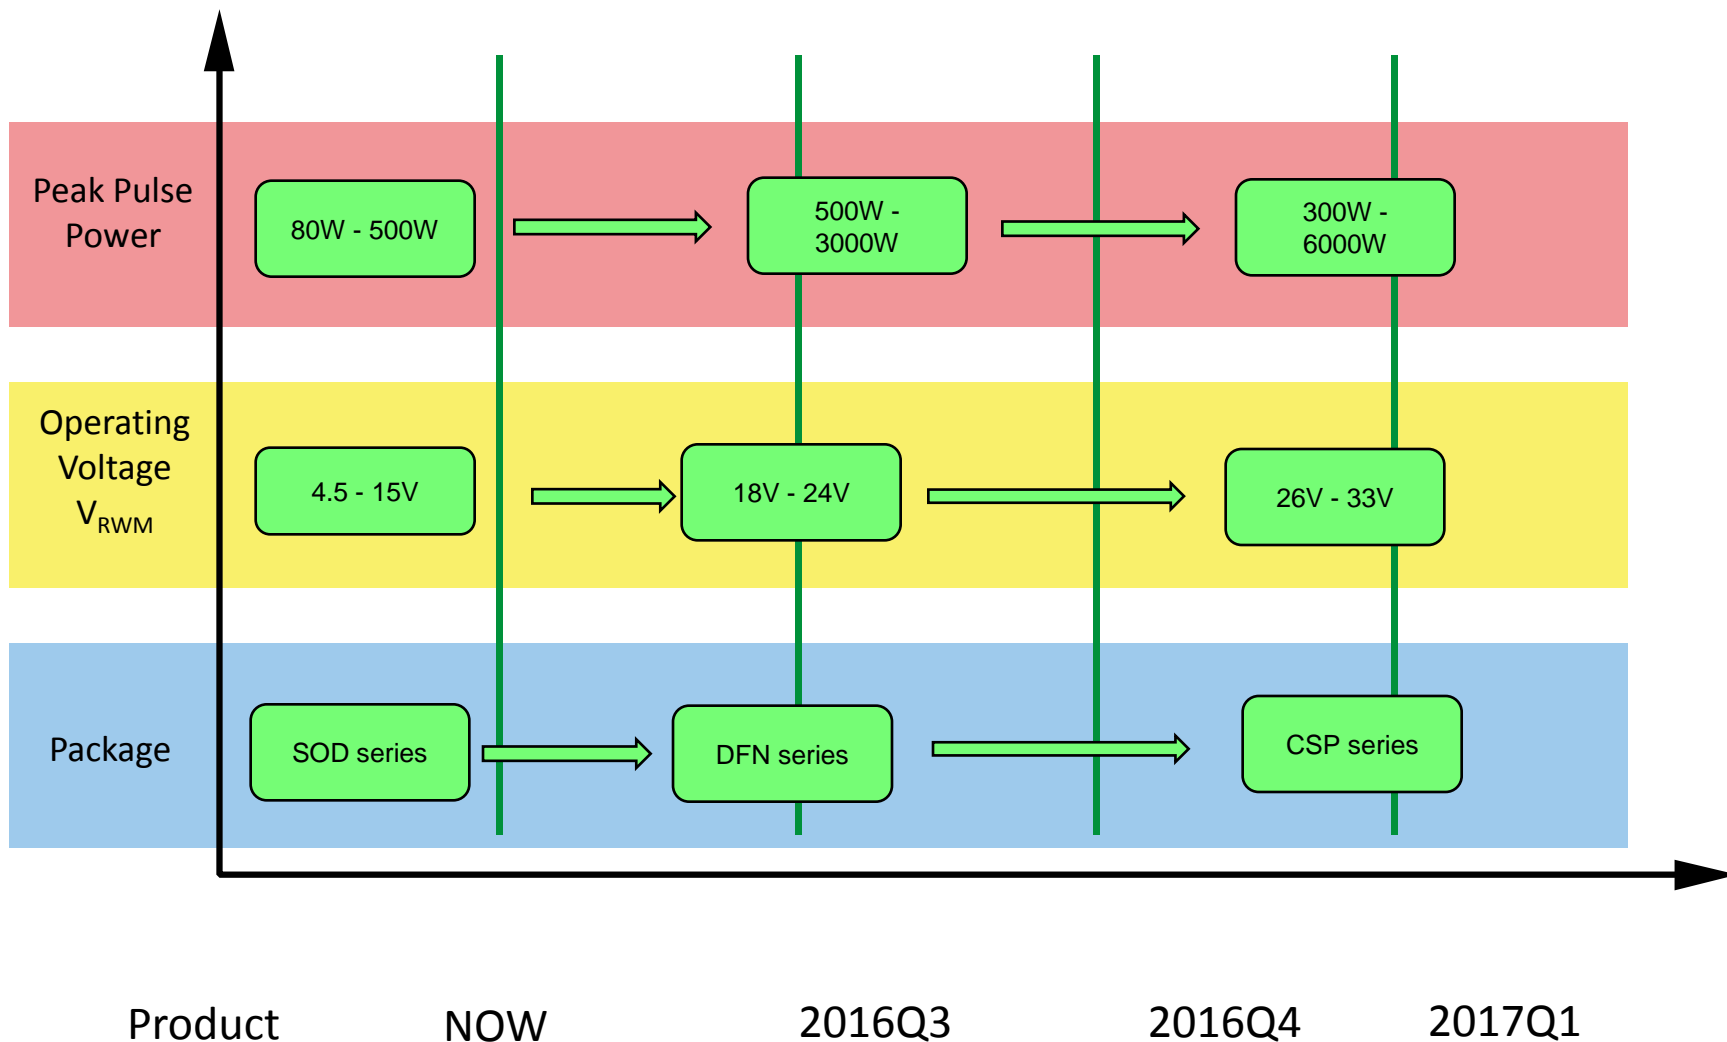 Peak Pulse
Power
80W - 500W
500W -
3000W
300W -
6000W
Operating
Voltage
V_RWM
4.5 - 15V
18V - 24V
26V - 33V
Package
SOD series
DFN series
CSP series
Product
NOW
2016Q3
2016Q4
2017Q1